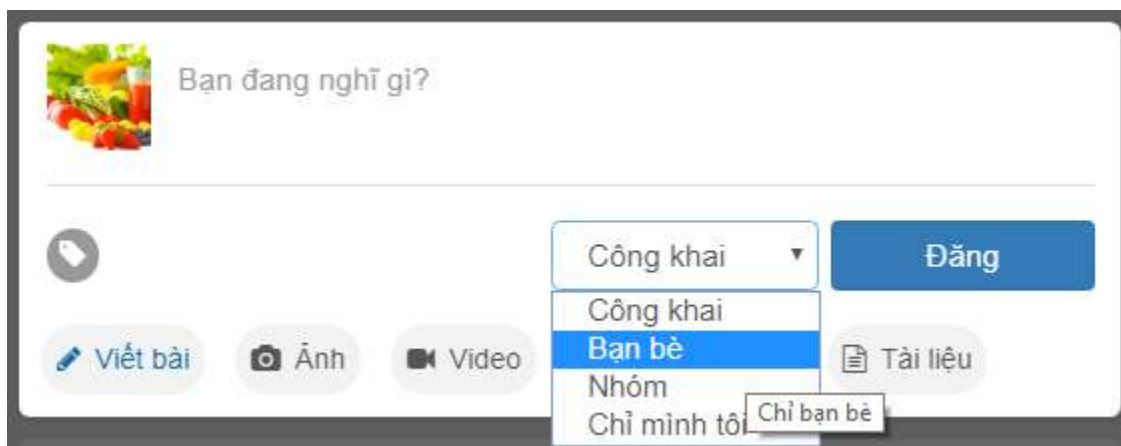 Bạn đang nghĩ gì?
Công khai
Đăng
Công khai
Bạn bè
Nhóm
Chỉ mình tôi
Chỉ bạn bè
Viết bài
Ảnh
Video
Tài liệu